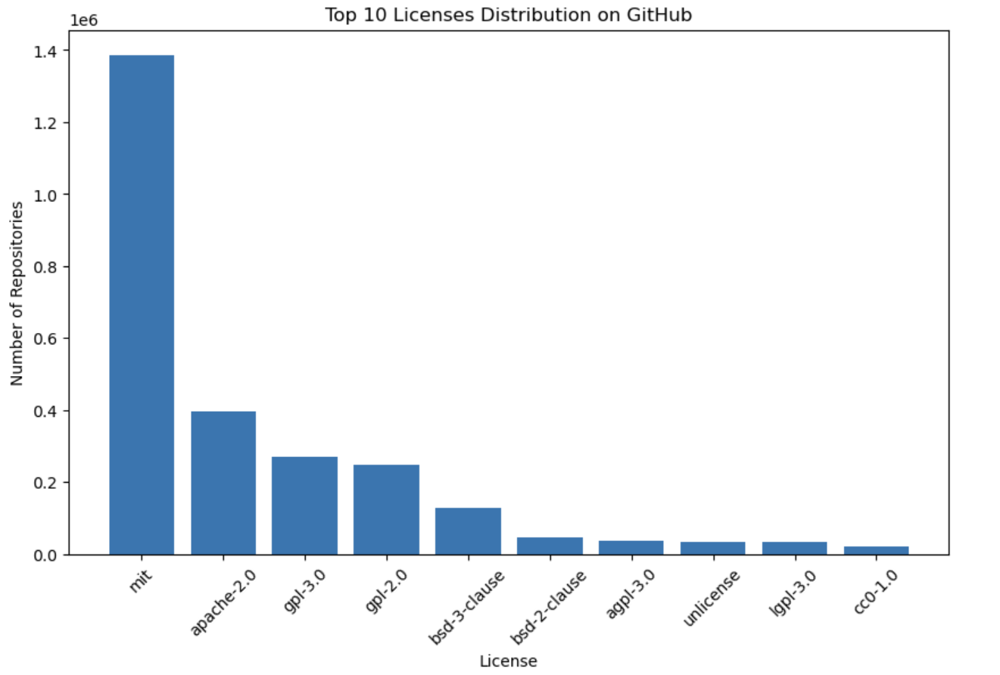 Top 10 Licenses Distribution on GitHub
1e6
1.4
1.2
1.0
0.8
0.6
0.4
0.2
0.0
Number of Repositories
mit
apache-2.0
gpl-3.0
gpl-2.0
bsd-3-clause
bsd-2-clause
agpl-3.0
unlicense
lgpl-3.0
cc0-1.0
License